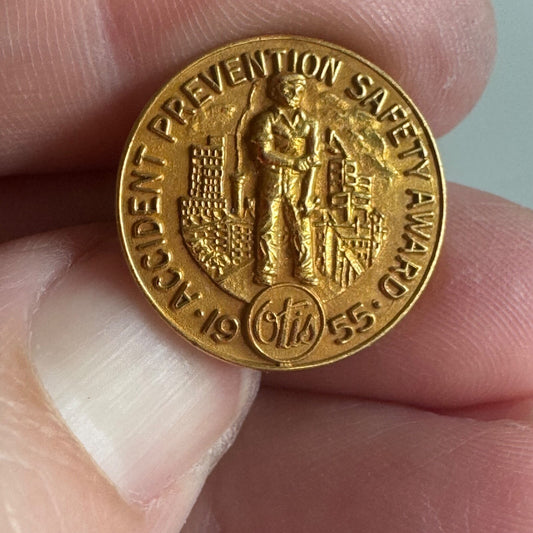 · ACCIDENT PREVENTION SAFETY AWARD ·
19 Otis 55